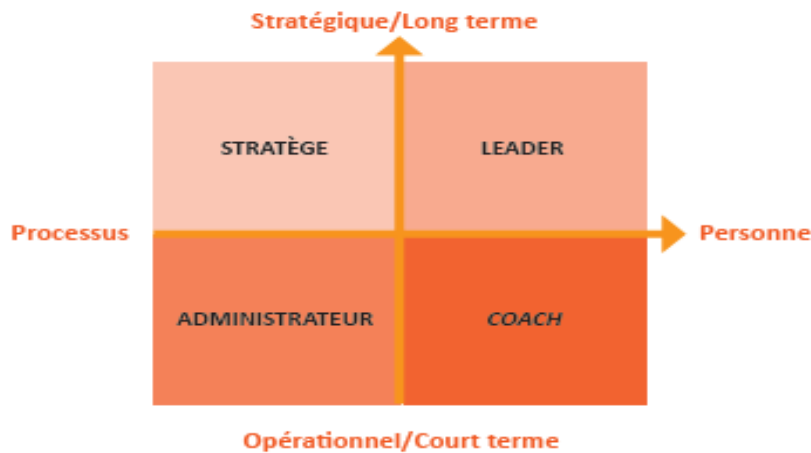 Stratégique/Long terme
STRATÈGE
LEADER
Processus
Personne
ADMINISTRATEUR
COACH
Opérationnel/Court terme